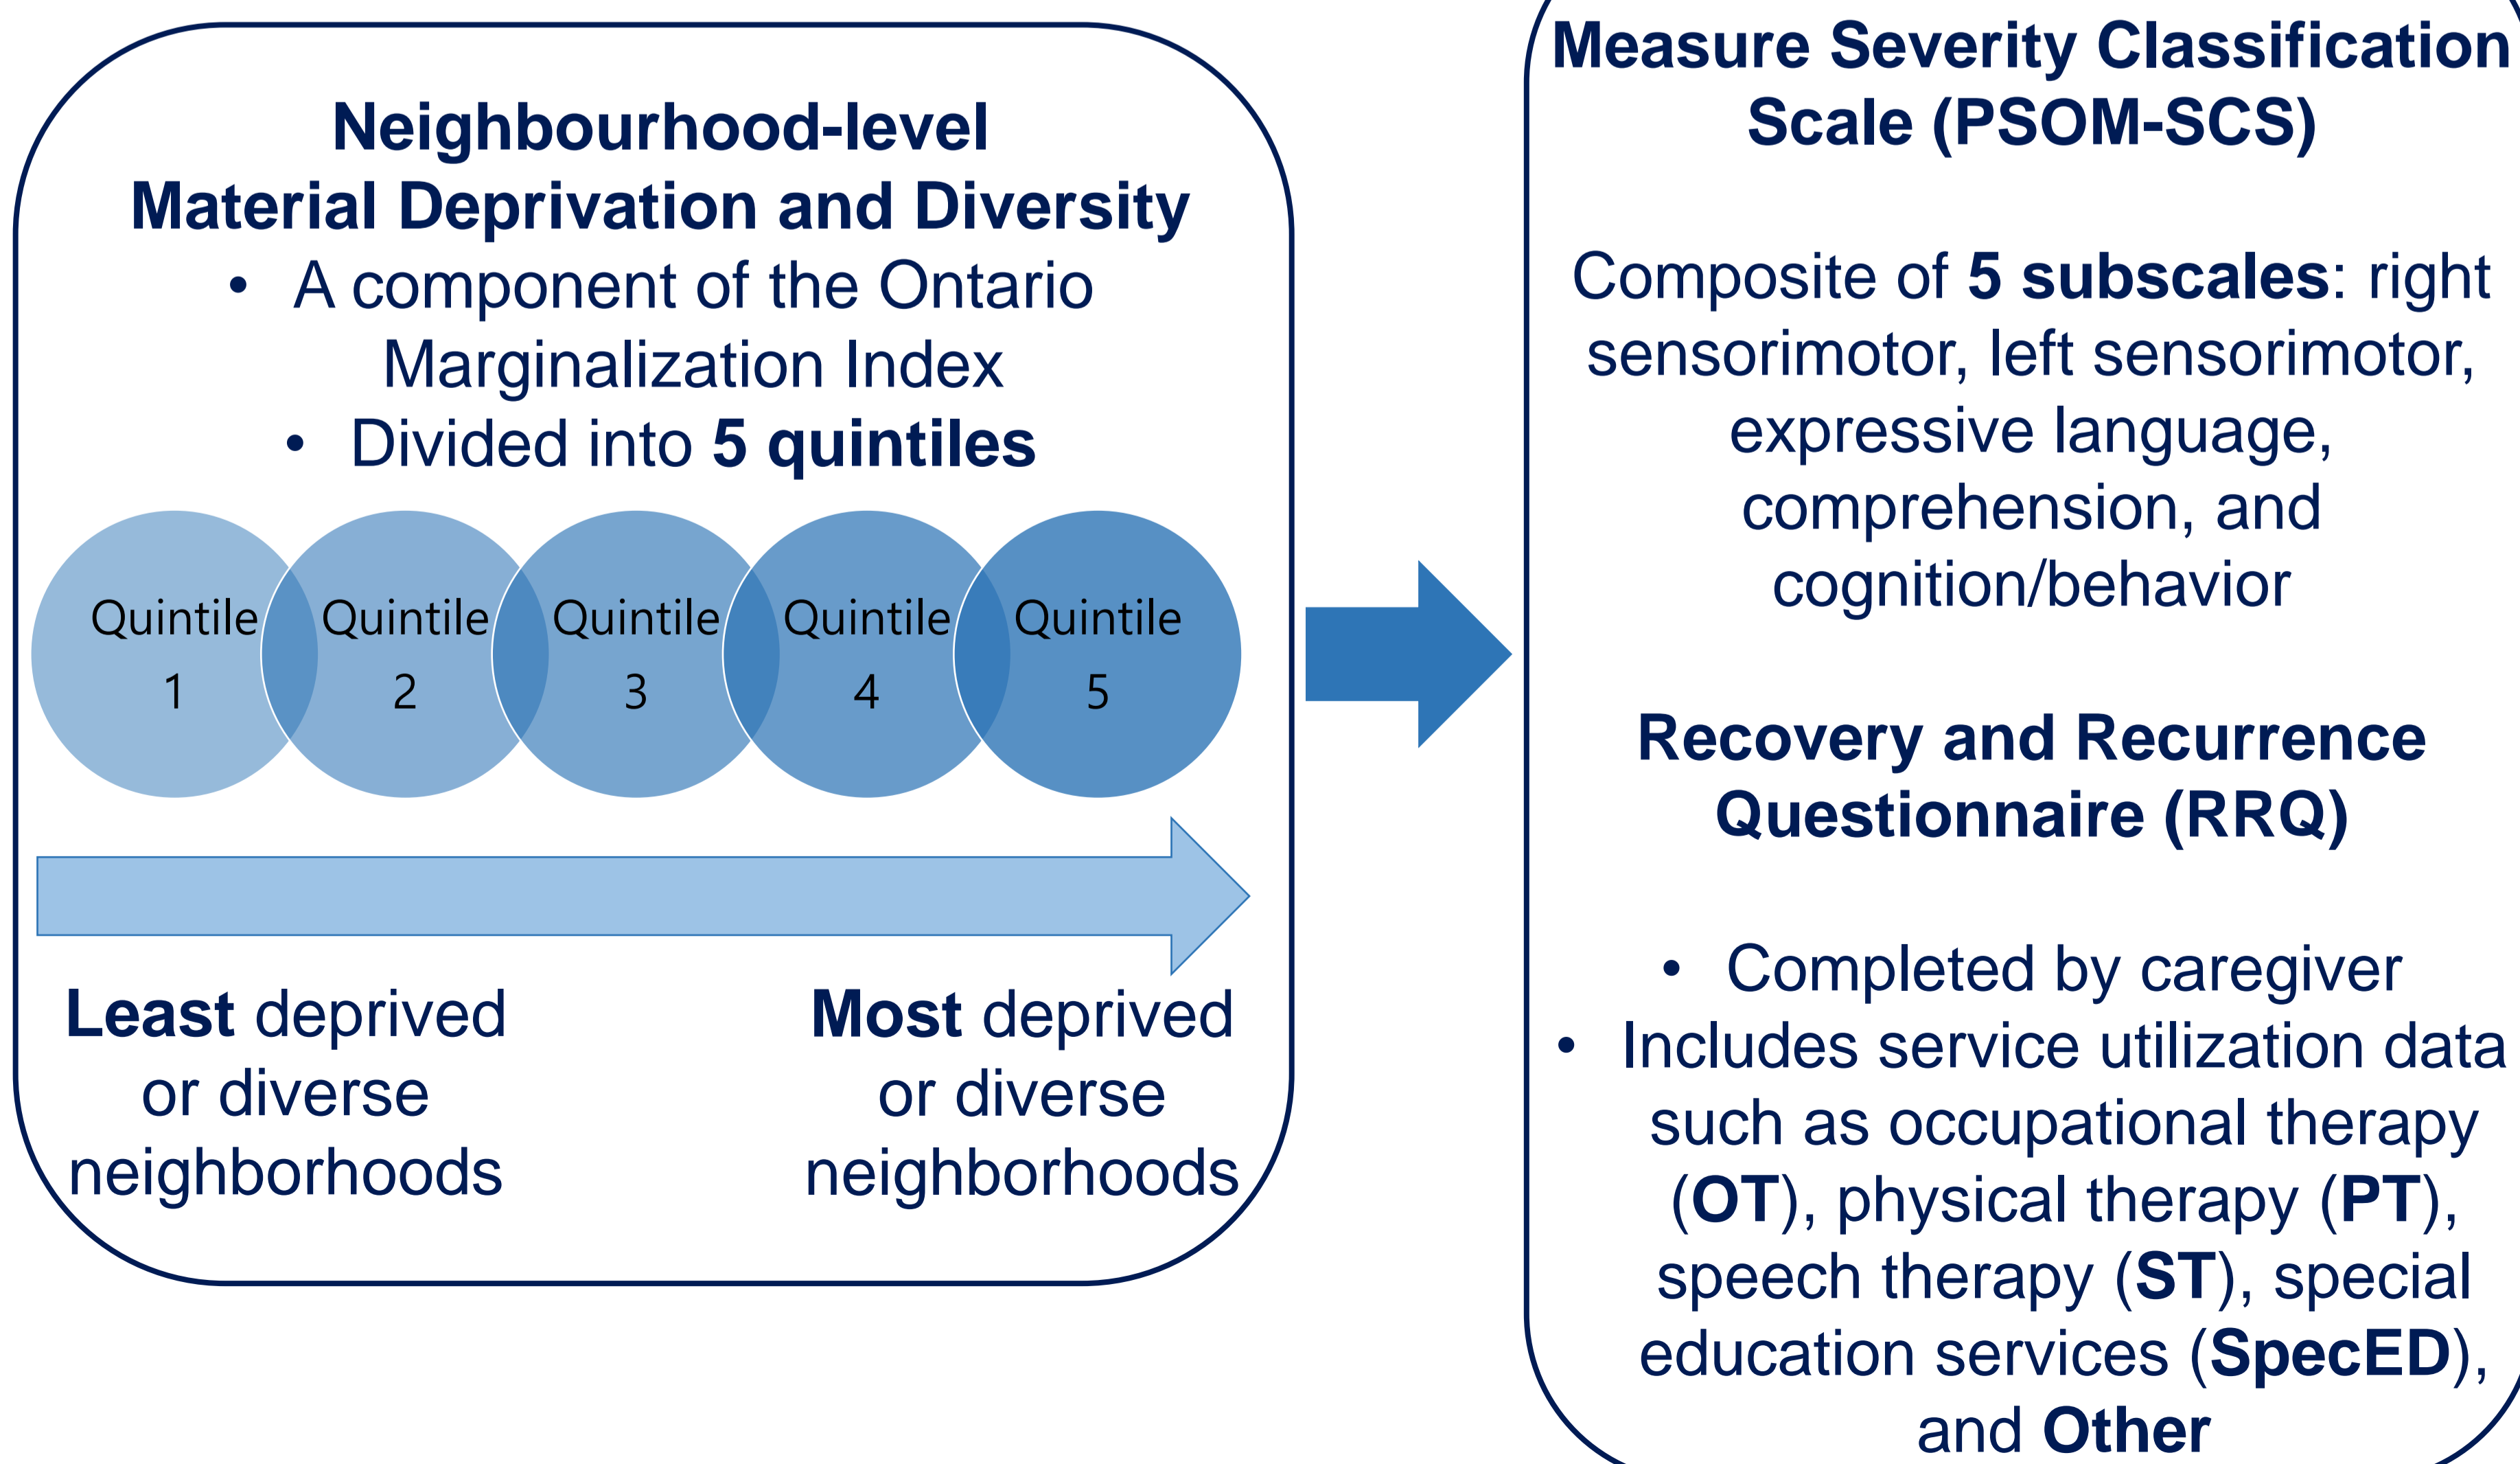 Neighbourhood-level
Material Deprivation and Diversity
• A component of the Ontario
Marginalization Index
• Divided into 5 quintiles
Quintile
1
Quintile
2
Quintile
3
Quintile
4
Quintile
5
Least deprived
or diverse
neighborhoods
Most deprived
or diverse
neighborhoods
Measure Severity Classification
Scale (PSOM-SCS)
Composite of 5 subscales: right
sensorimotor, left sensorimotor,
expressive language,
comprehension, and
cognition/behavior
Recovery and Recurrence
Questionnaire (RRQ)
• Completed by caregiver
• Includes service utilization data
such as occupational therapy
(OT), physical therapy (PT),
speech therapy (ST), special
education services (SpecED),
and Other